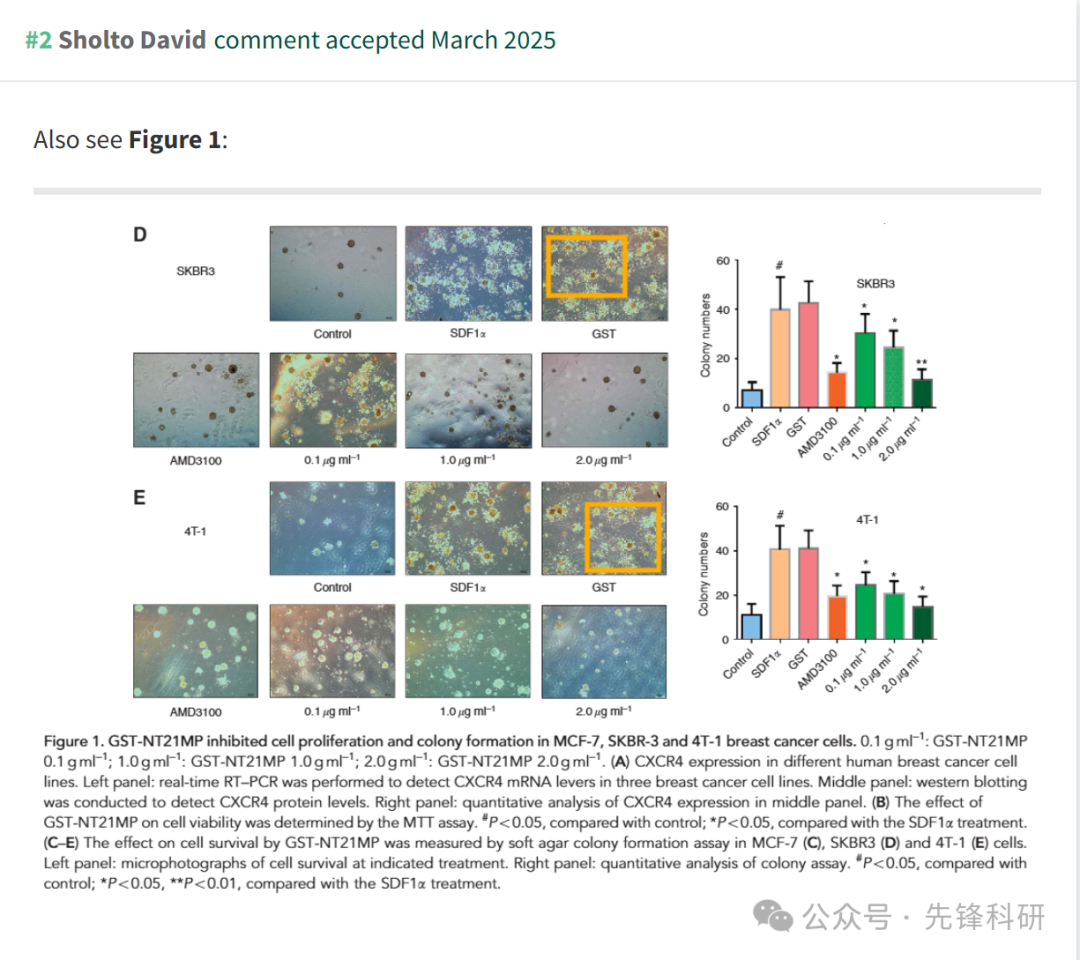 #2 Sholto David comment accepted March 2025
Also see Figure 1:
D
SKBR3
Control
SDF1α
GST
AMD3100
0.1 μg ml⁻¹
1.0 μg ml⁻¹
2.0 μg ml⁻¹
60
40
20
0
Colony numbers
SKBR3
#
*
*
*
**
Control
SDF1α
GST
AMD3100
0.1 μg ml⁻¹
1.0 μg ml⁻¹
2.0 μg ml⁻¹
E
4T-1
Control
SDF1α
GST
AMD3100
0.1 μg ml⁻¹
1.0 μg ml⁻¹
2.0 μg ml⁻¹
60
40
20
0
Colony numbers
4T-1
#
*
*
*
*
Control
SDF1α
GST
AMD3100
0.1 μg ml⁻¹
1.0 μg ml⁻¹
2.0 μg ml⁻¹
Figure 1. GST-NT21MP inhibited cell proliferation and colony formation in MCF-7, SKBR-3 and 4T-1 breast cancer cells. 0.1 g ml⁻¹: GST-NT21MP
0.1 g ml⁻¹; 1.0 g ml⁻¹: GST-NT21MP 1.0 g ml⁻¹; 2.0 g ml⁻¹: GST-NT21MP 2.0 g ml⁻¹. (A) CXCR4 expression in different human breast cancer cell
lines. Left panel: real-time RT–PCR was performed to detect CXCR4 mRNA levers in three breast cancer cell lines. Middle panel: western blotting
was conducted to detect CXCR4 protein levels. Right panel: quantitative analysis of CXCR4 expression in middle panel. (B) The effect of
GST-NT21MP on cell viability was determined by the MTT assay. #P<0.05, compared with control; *P<0.05, compared with the SDF1α treatment.
(C–E) The effect on cell survival by GST-NT21MP was measured by soft agar colony formation assay in MCF-7 (C), SKBR3 (D) and 4T-1 (E) cells.
Left panel: microphotographs of cell survival at indicated treatment. Right panel: quantitative analysis of colony assay. #P<0.05, compared with
control; *P<0.05, **P<0.01, compared with the SDF1α treatment.
公众号 · 先锋科研